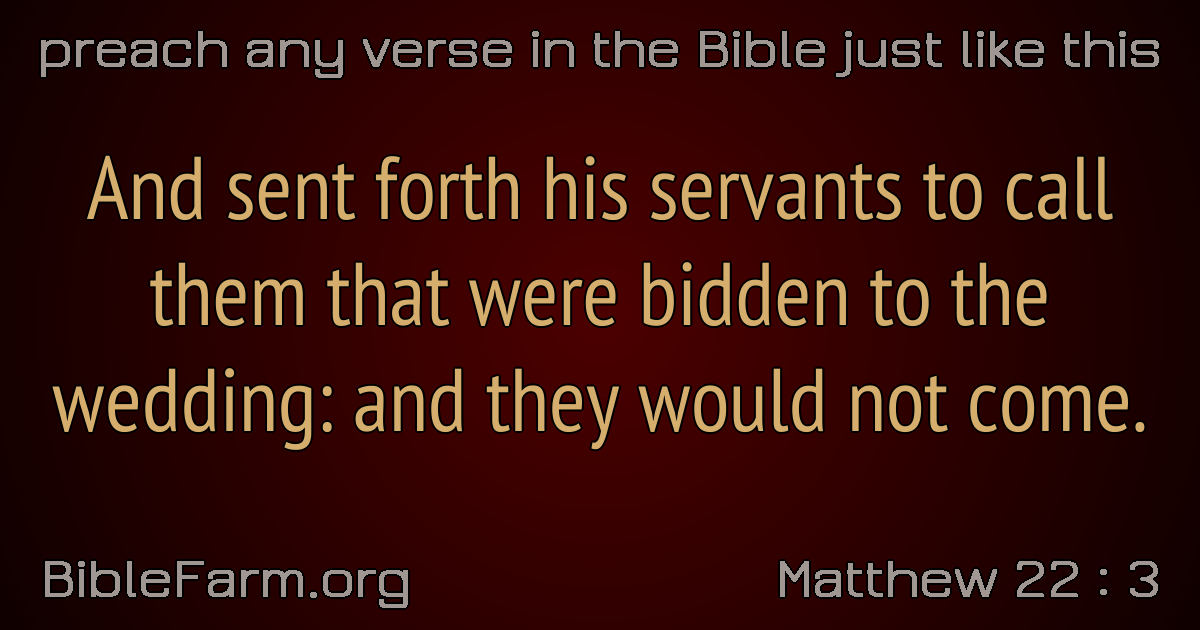 preach any verse in the Bible just like this
And sent forth his servants to call
them that were bidden to the
wedding: and they would not come.
BibleFarm.org
Matthew 22 : 3